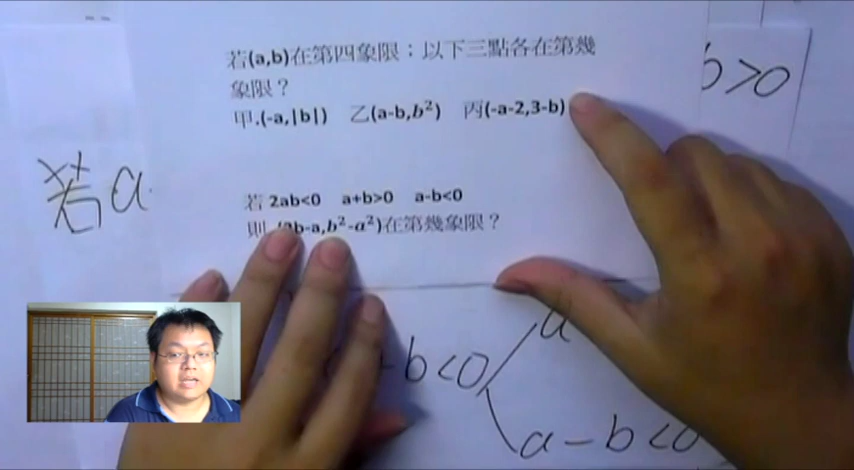 若(a,b)在第四象限：以下三點各在第幾
象限？
甲.(-a,|b|) 乙(a-b,b²) 丙(-a-2,3-b)
b>0
若a
若 2ab<0 a+b>0 a-b<0
則 b-a,b²-a²)在第幾象限？
b<0
a
a-b<0